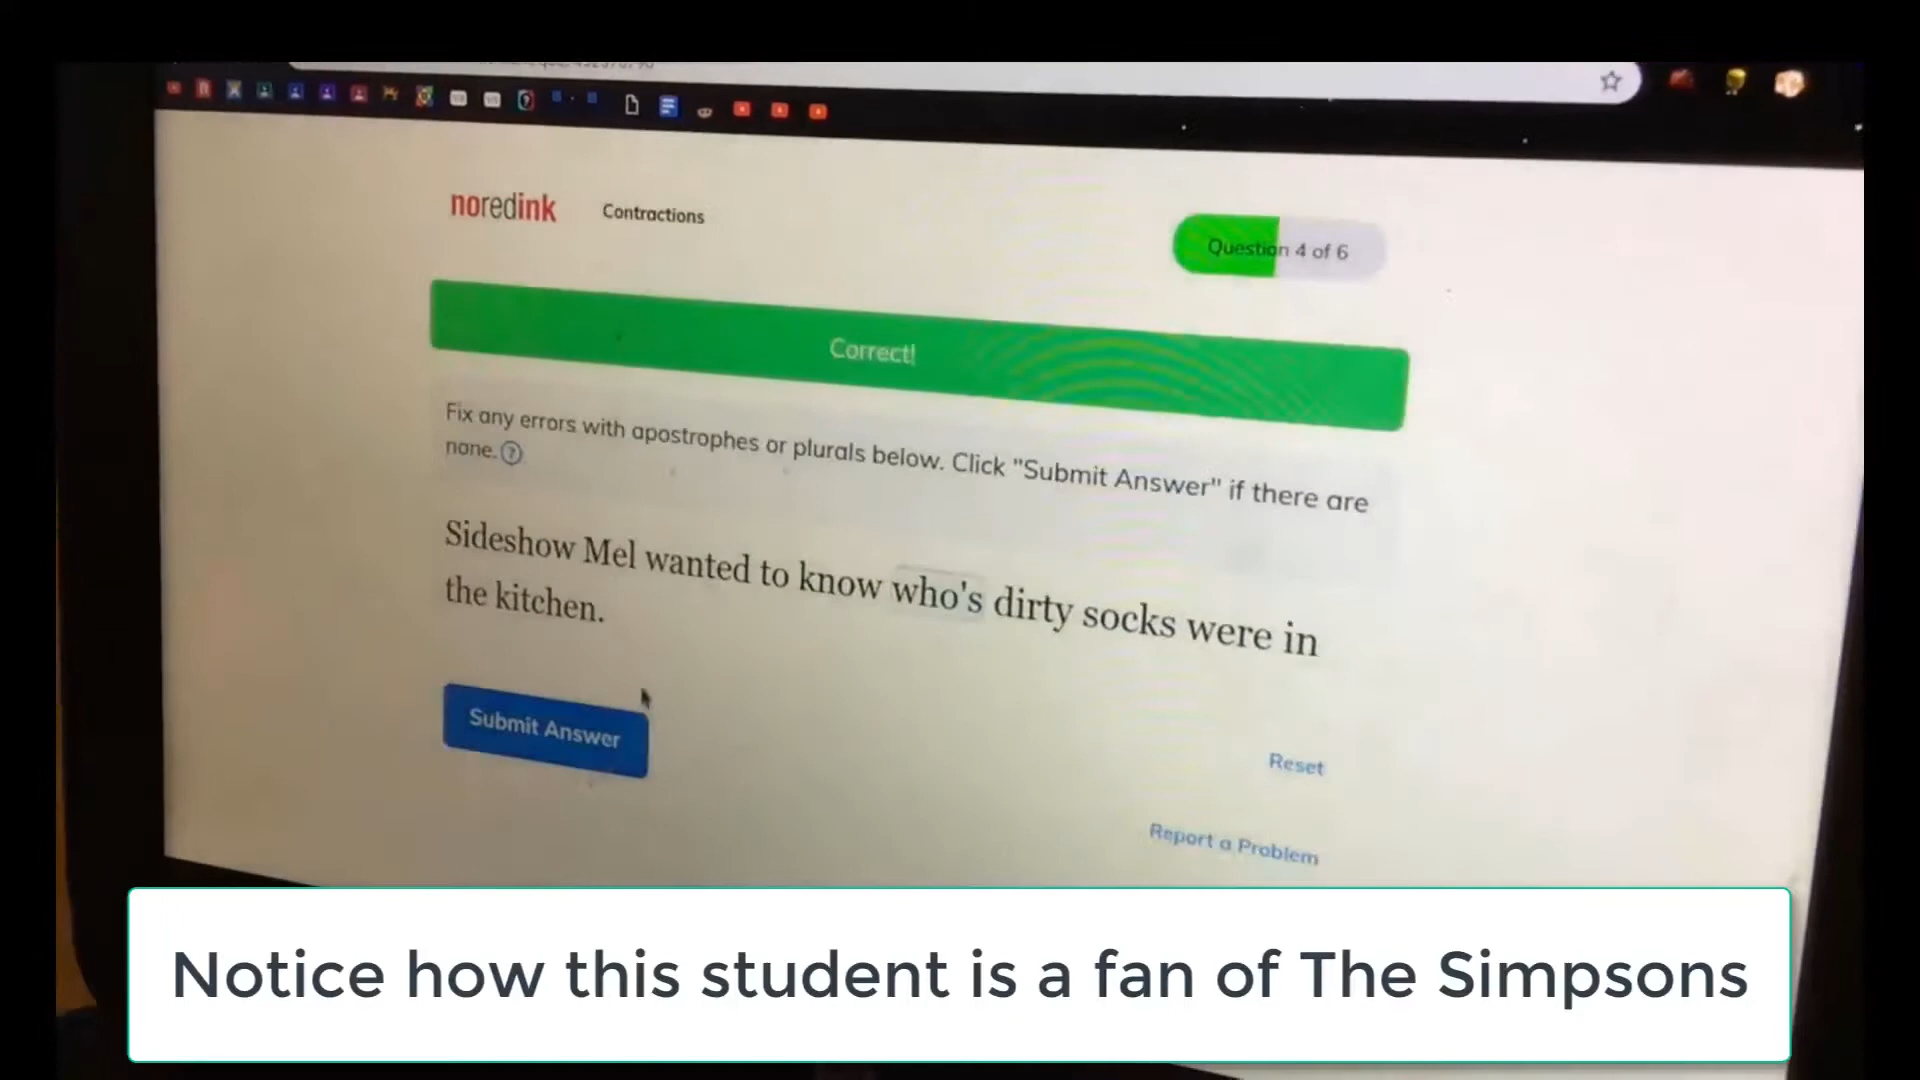 noredink
Contractions
Question 4 of 6
Correct!
Fix any errors with apostrophes or plurals below. Click "Submit Answer" if there are
none. ?
Sideshow Mel wanted to know who's dirty socks were in
the kitchen.
Submit Answer
Reset
Report a Problem
Notice how this student is a fan of The Simpsons